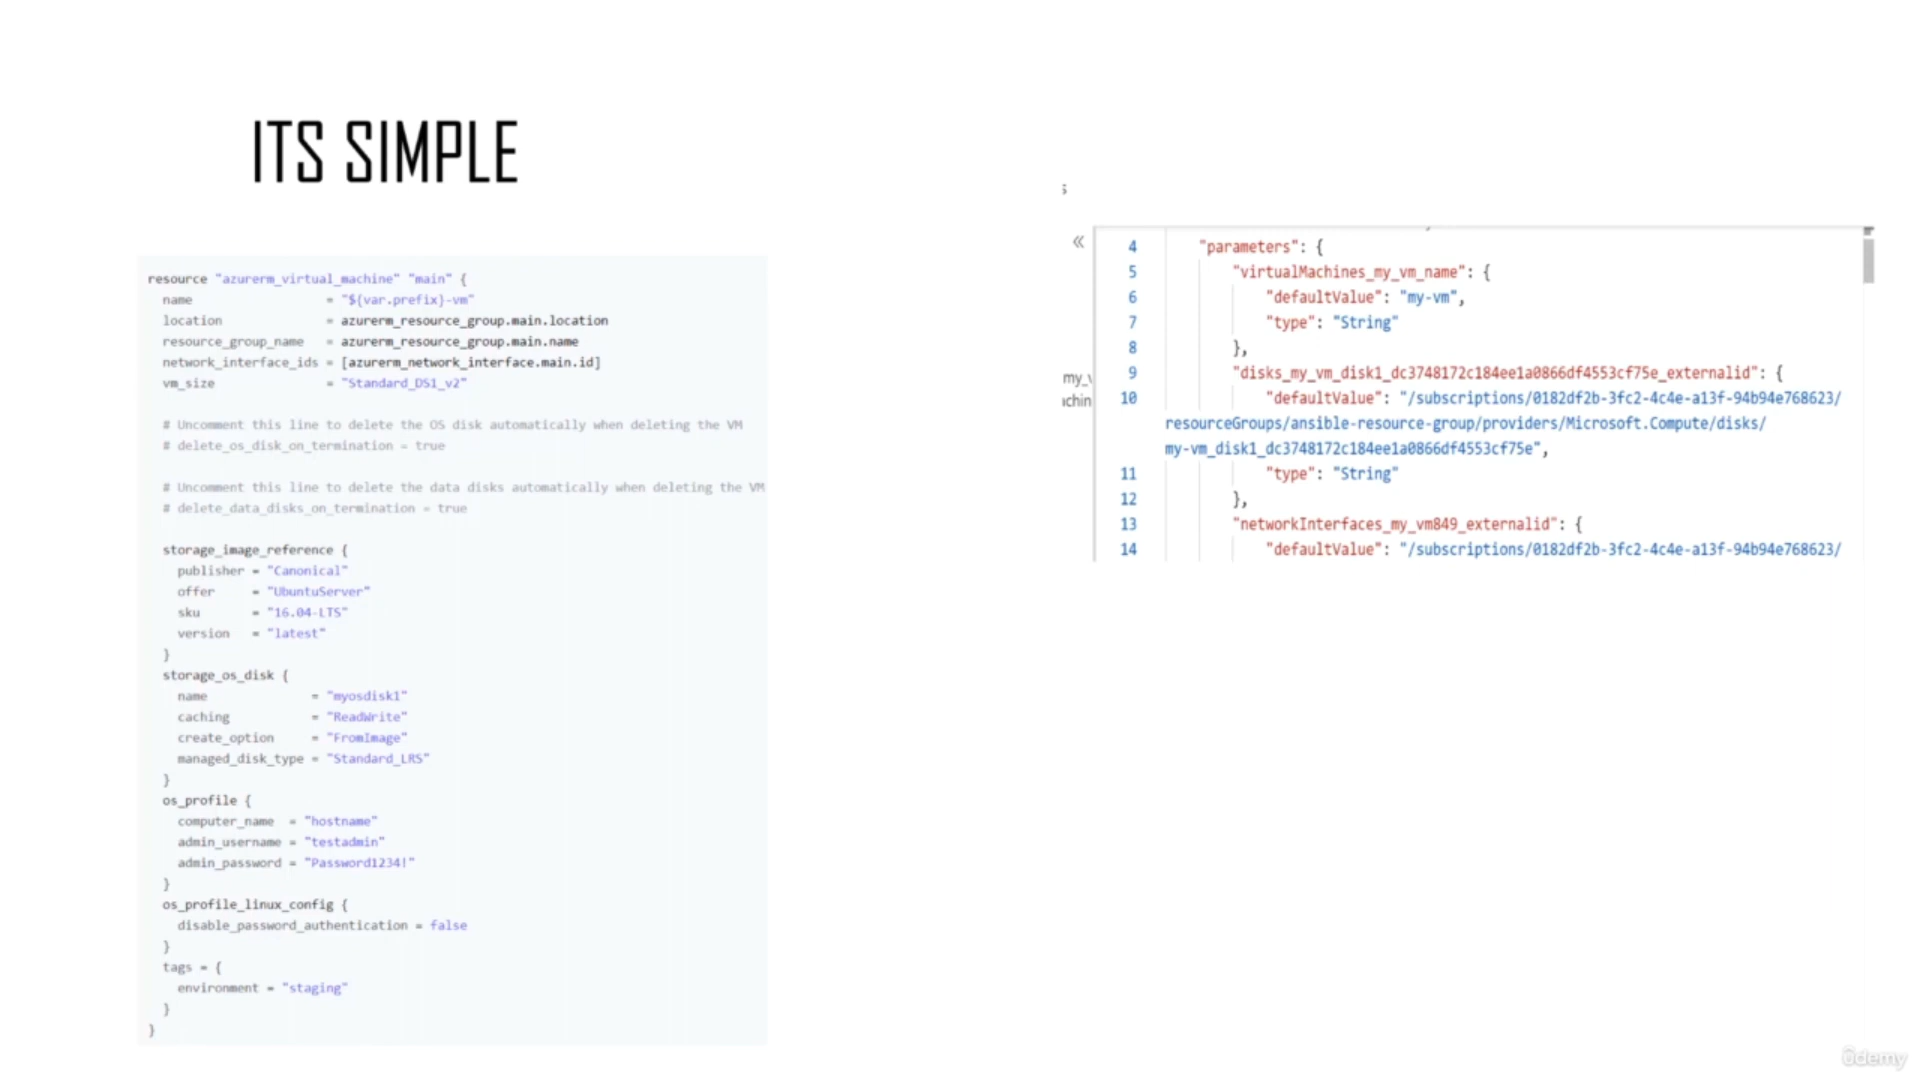 ITS SIMPLE
resource "azurerm_virtual_machine" "main" {
name = "${var.prefix}-vm"
location = azurerm_resource_group.main.location
resource_group_name = azurerm_resource_group.main.name
network_interface_ids = [azurerm_network_interface.main.id]
vm_size = "Standard_DS1_v2"
# Uncomment this line to delete the OS disk automatically when deleting the VM
# delete_os_disk_on_termination = true
# Uncomment this line to delete the data disks automatically when deleting the VM
# delete_data_disks_on_termination = true
storage_image_reference {
publisher = "Canonical"
offer = "UbuntuServer"
sku = "16.04-LTS"
version = "latest"
}
storage_os_disk {
name = "myosdisk1"
caching = "ReadWrite"
create_option = "FromImage"
managed_disk_type = "Standard_LRS"
}
os_profile {
computer_name = "hostname"
admin_username = "testadmin"
admin_password = "Password1234!"
}
os_profile_linux_config {
disable_password_authentication = false
}
tags = {
environment = "staging"
}
}
s
«
my_v
achin
4 "parameters": {
5 "virtualMachines_my_vm_name": {
6 "defaultValue": "my-vm",
7 "type": "String"
8 },
9 "disks_my_vm_disk1_dc3748172c184ee1a0866df4553cf75e_externalid": {
10 "defaultValue": "/subscriptions/0182df2b-3fc2-4c4e-a13f-94b94e768623/
resourceGroups/ansible-resource-group/providers/Microsoft.Compute/disks/
my-vm_disk1_dc3748172c184ee1a0866df4553cf75e",
11 "type": "String"
12 },
13 "networkInterfaces_my_vm849_externalid": {
14 "defaultValue": "/subscriptions/0182df2b-3fc2-4c4e-a13f-94b94e768623/
ûdemy